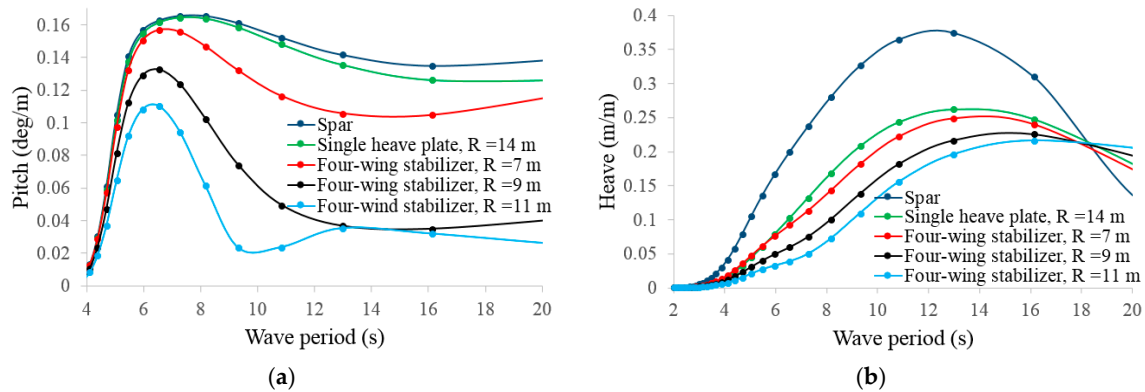 0.16
0.14
0.12
0.1
0.08
0.06
0.04
0.02
0
Pitch (deg/m)
Spar
Single heave plate, R =14 m
Four-wing stabilizer, R =7 m
Four-wing stabilizer, R =9 m
Four-wind stabilizer, R =11 m
4 6 8 10 12 14 16 18 20
Wave period (s)
(a)
0.4
0.35
0.3
0.25
0.2
0.15
0.1
0.05
0
Heave (m/m)
Spar
Single heave plate, R =14 m
Four-wing stabilizer, R =7 m
Four-wing stabilizer, R =9 m
Four-wing stabilizer, R =11 m
2 4 6 8 10 12 14 16 18 20
Wave period (s)
(b)